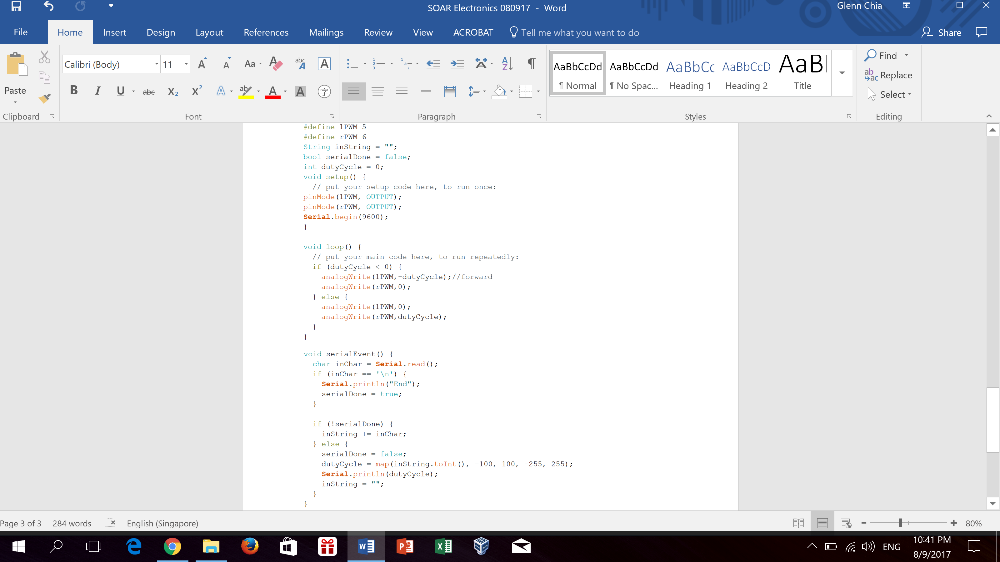 SOAR Electronics 080917 - Word
Glenn Chia
File Home Insert Design Layout References Mailings Review View ACROBAT Tell me what you want to do Share
Calibri (Body) 11
Paste
Clipboard Font Paragraph Styles Editing
AaBbCcDd AaBbCcDd AaBbCc AaBbCcD AaB
¶ Normal ¶ No Spac... Heading 1 Heading 2 Title
Find
Replace
Select
#define lPWM 5
#define rPWM 6
String inString = "";
bool serialDone = false;
int dutyCycle = 0;
void setup() {
  // put your setup code here, to run once:
pinMode(lPWM, OUTPUT);
pinMode(rPWM, OUTPUT);
Serial.begin(9600);
}
void loop() {
  // put your main code here, to run repeatedly:
  if (dutyCycle < 0) {
    analogWrite(lPWM,-dutyCycle);//forward
    analogWrite(rPWM,0);
  } else {
    analogWrite(lPWM,0);
    analogWrite(rPWM,dutyCycle);
  }
}
void serialEvent() {
  char inChar = Serial.read();
  if (inChar == '\n') {
    Serial.println("End");
    serialDone = true;
  }
  if (!serialDone) {
    inString += inChar;
  } else {
    serialDone = false;
    dutyCycle = map(inString.toInt(), -100, 100, -255, 255);
    Serial.println(dutyCycle);
    inString = "";
  }
}
Page 3 of 3 284 words English (Singapore) 80%
ENG
10:41 PM
8/9/2017